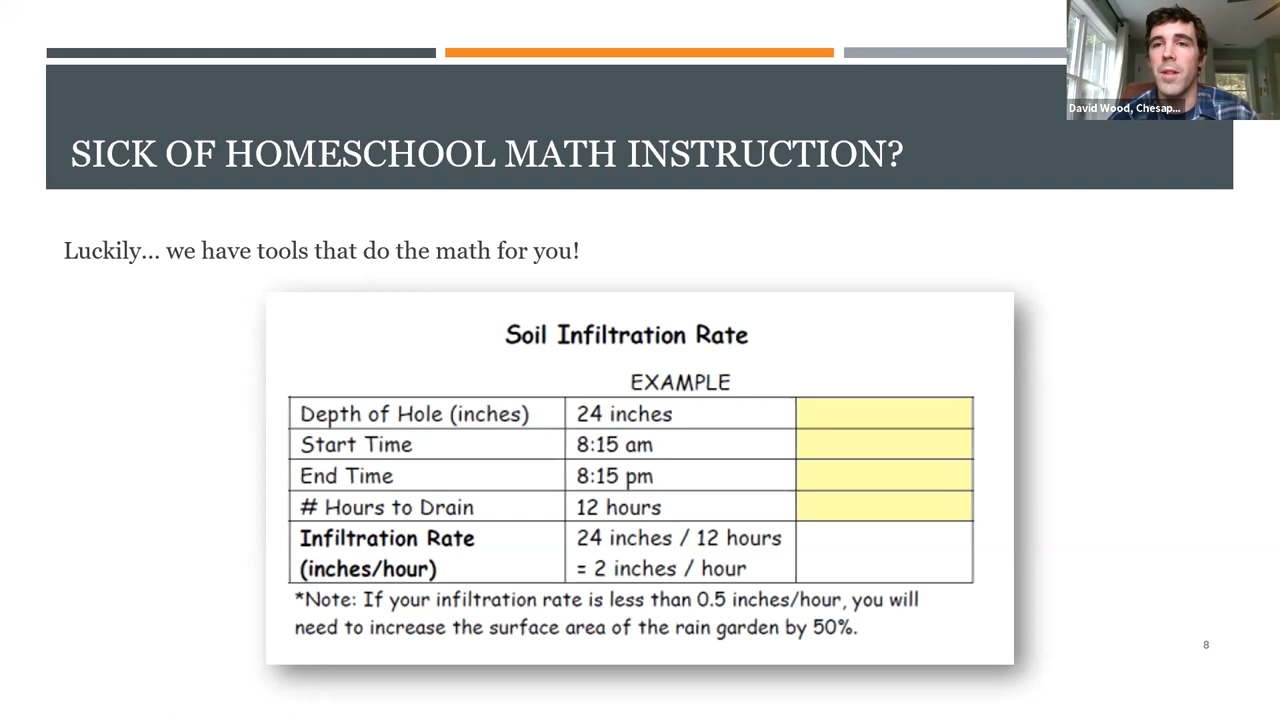 David Wood, Chesap...
SICK OF HOMESCHOOL MATH INSTRUCTION?
Luckily... we have tools that do the math for you!
Soil Infiltration Rate
EXAMPLE
Depth of Hole (inches) 24 inches
Start Time 8:15 am
End Time 8:15 pm
# Hours to Drain 12 hours
Infiltration Rate 24 inches / 12 hours
(inches/hour) = 2 inches / hour
*Note: If your infiltration rate is less than 0.5 inches/hour, you will
need to increase the surface area of the rain garden by 50%.
8